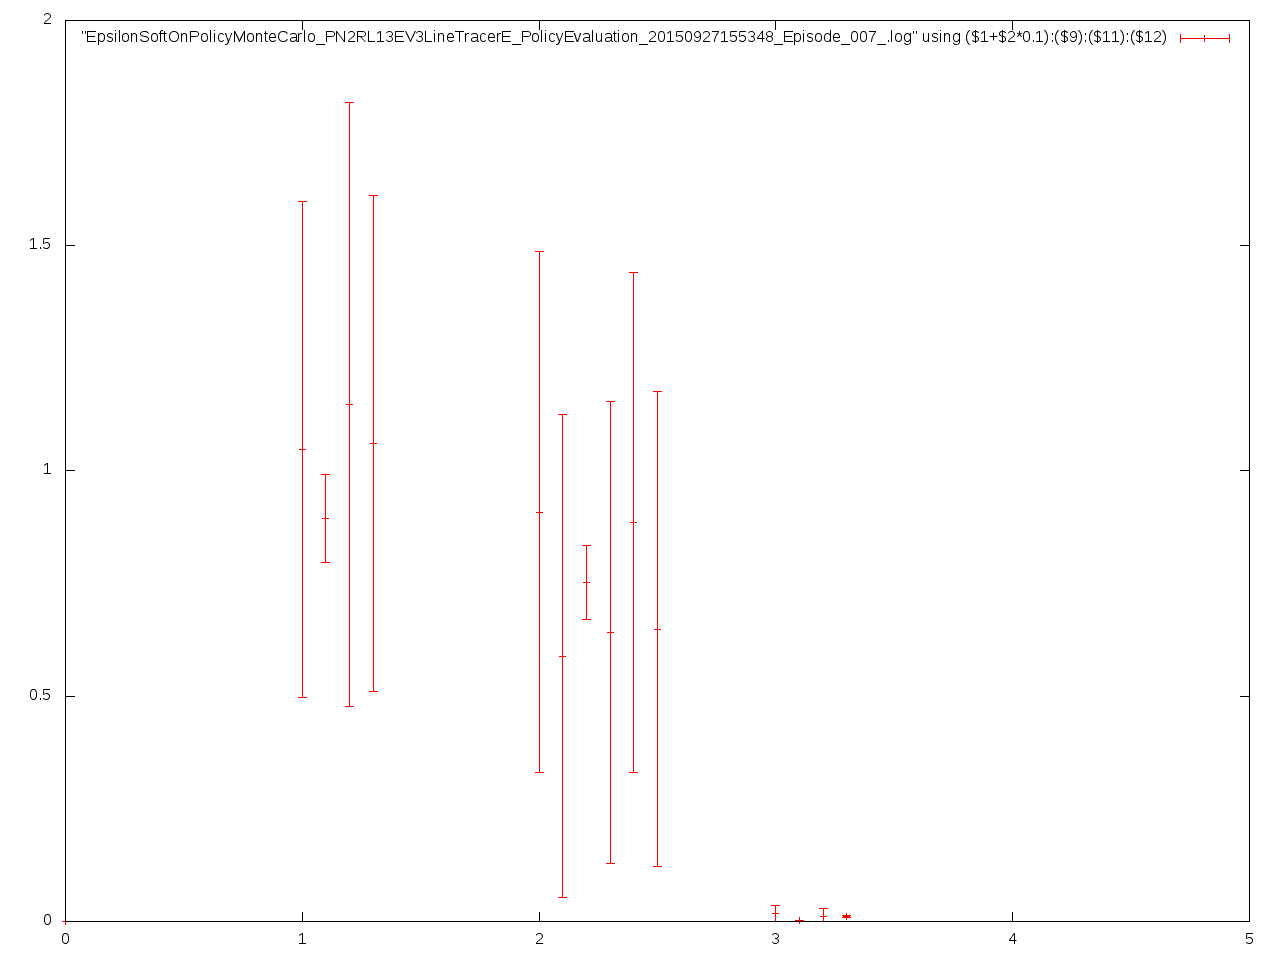 2
"EpsilonSoftOnPolicyMonteCarlo_PN2RL13EV3LineTracerE_PolicyEvaluation_20150927155348_Episode_007_.log" using ($1+$2*0.1):($9):($11):($12)
1.5
1
0.5
0
0 1 2 3 4 5